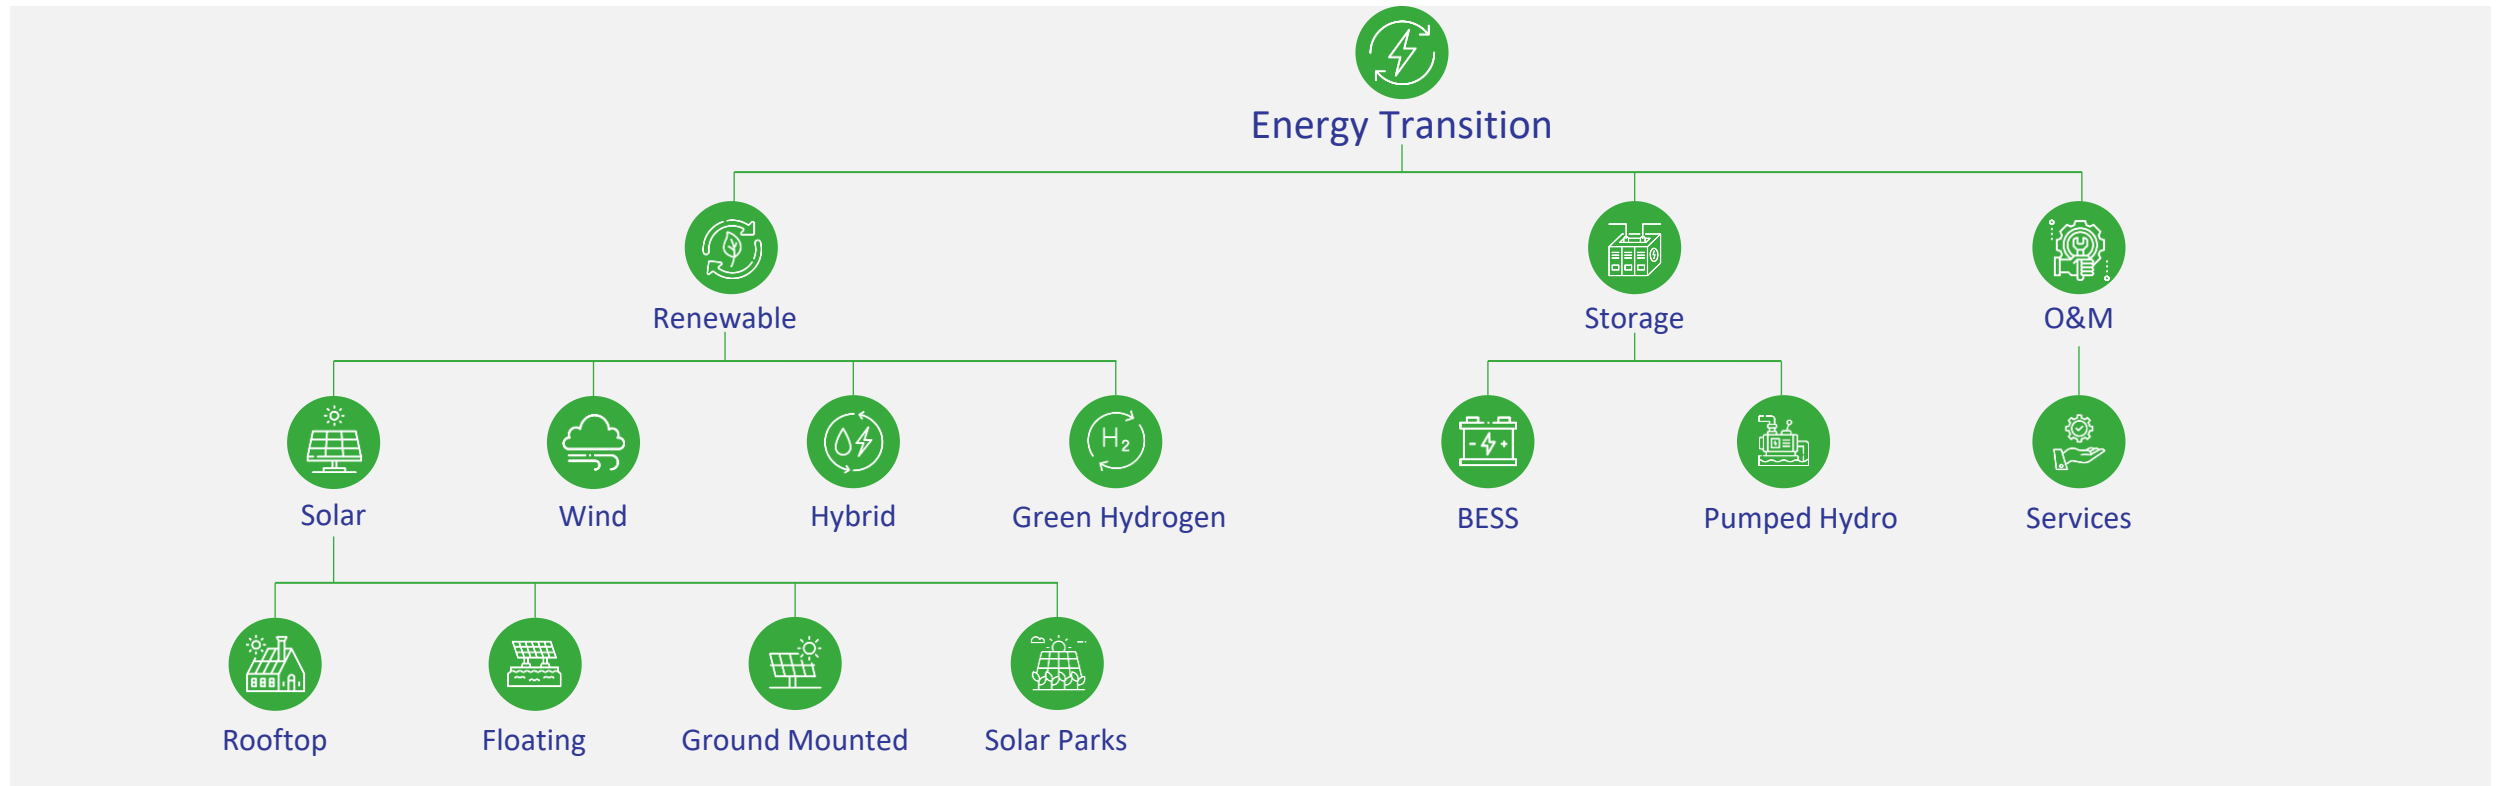 Energy Transition
Renewable
Storage
O&M
H2
Solar
Wind
Hybrid
Green Hydrogen
BESS
Pumped Hydro
Services
Rooftop
Floating
Ground Mounted
Solar Parks